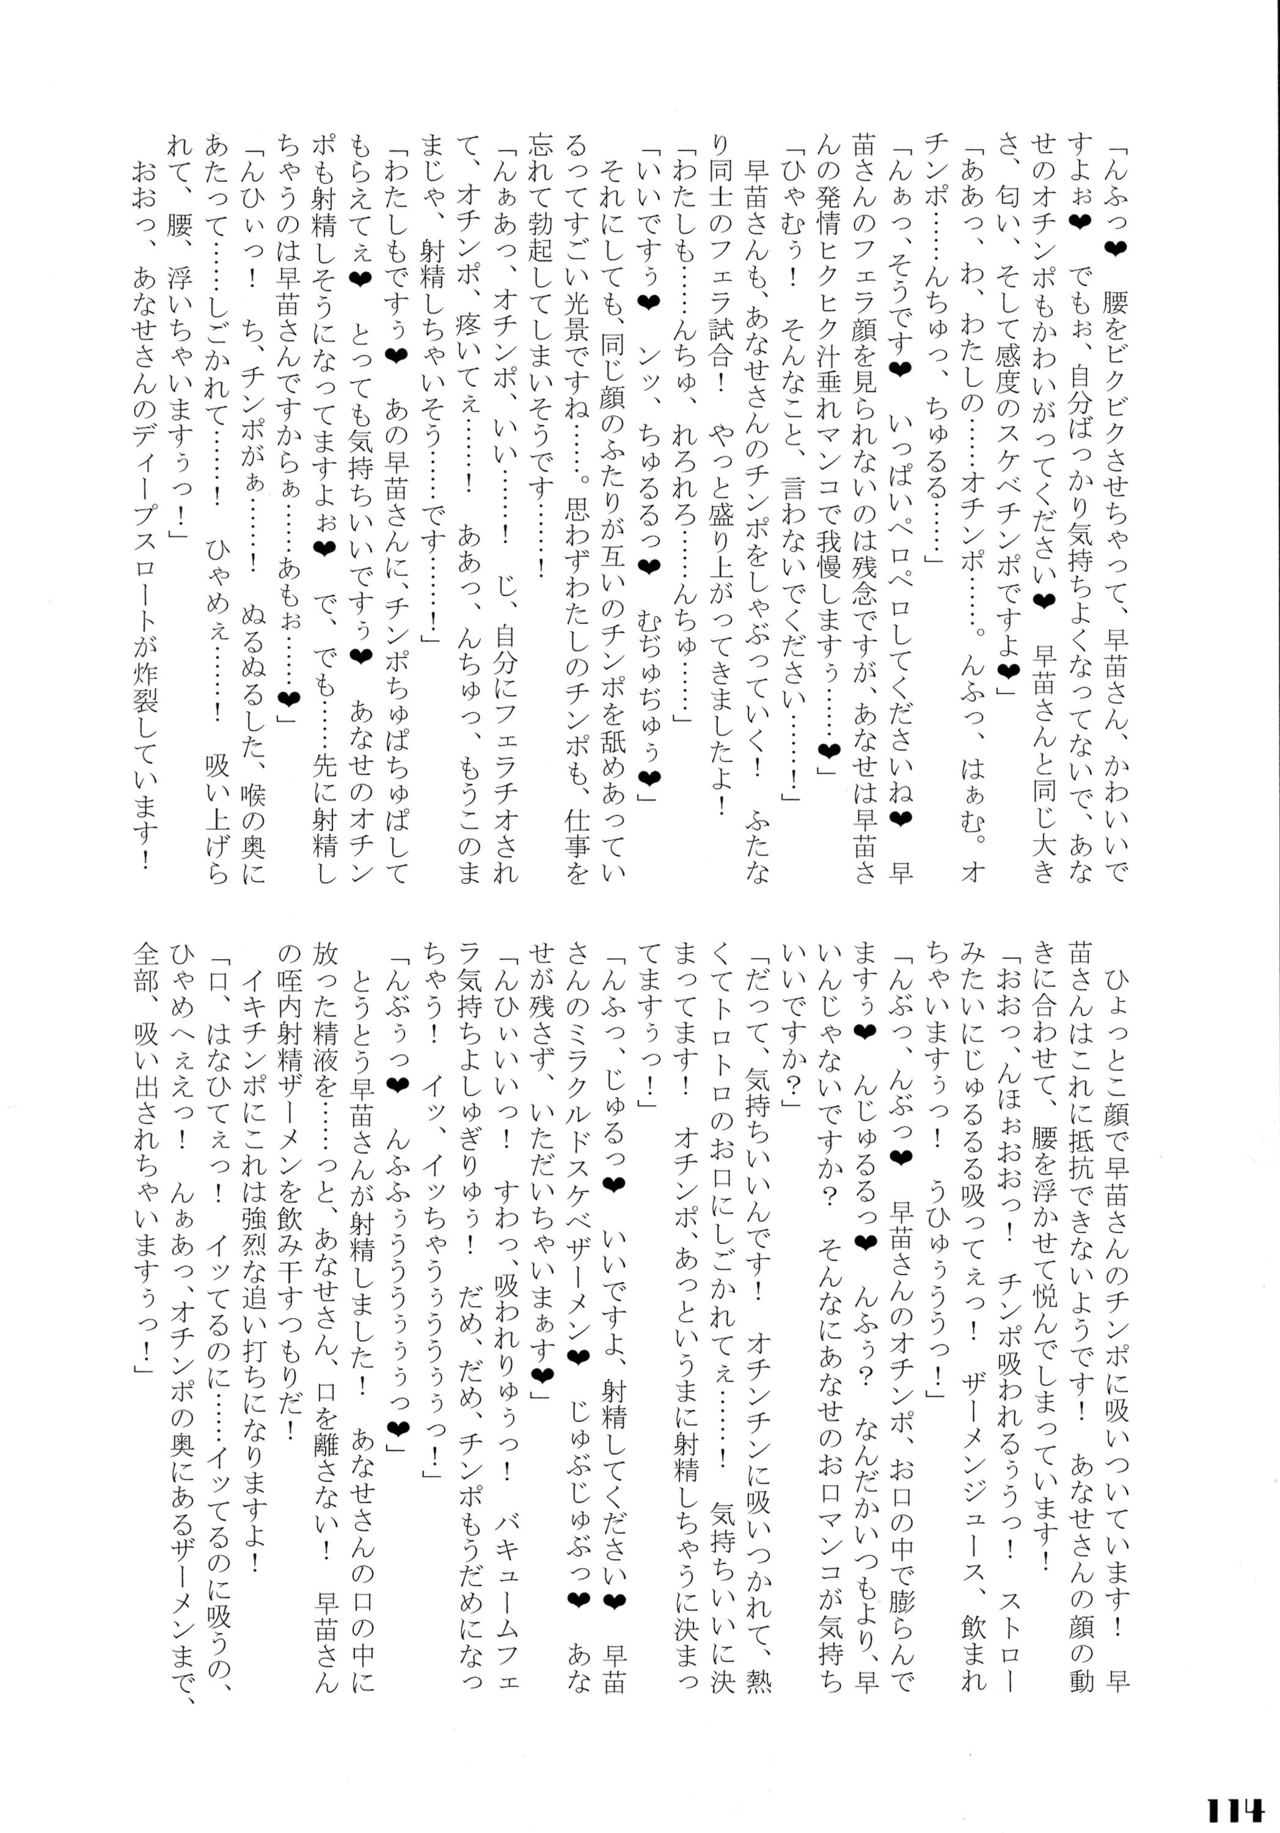 「んふっ♥　腰をビクビクさせちゃって、早苗さん、かわいいで
すよぉ♥　でもぉ、自分ばっかり気持ちよくなってないで、あな
せのオチンポもかわいがってください♥　早苗さんと同じ大き
さ、匂い、そして感度のスケベチンポですよ♥」
「ああっ、わ、わたしの……オチンポ……。んふっ、はぁむ。オ
チンポ……んちゅっ、ちゅるる……」
「んぁっ、そうです♥　いっぱいペロペロしてくださいね♥　早
苗さんのフェラ顔を見られないのは残念ですが、あなせは早苗さ
んの発情ヒクヒク汁垂れマンコで我慢しますぅ……♥」
「ひゃむぅ！　そんなこと、言わないでください……！」
　早苗さんも、あなせさんのチンポをしゃぶっていく！　ふたな
り同士のフェラ試合！　やっと盛り上がってきましたよ！
「わたしも……んちゅ、れろれろ……んちゅ……」
「いいですぅ♥　ンッ、ちゅるるっ♥　むぢゅぢゅぅ♥」
　それにしても、同じ顔のふたりが互いのチンポを舐めあってい
るってすごい光景ですね……。思わずわたしのチンポも、仕事を
忘れて勃起してしまいそうです……！
「んぁあっ、オチンポ、いい……！　じ、自分にフェラチオされ
て、オチンポ、疼いてぇ……！　ああっ、んちゅっ、もうこのま
まじゃ、射精しちゃいそう……です……！」
「わたしもですぅ♥　あの早苗さんに、チンポちゅぱちゅぱして
もらえてぇ♥　とっても気持ちいいですぅ♥　あなせのオチン
ポも射精しそうになってますよぉ♥　で、でも……先に射精し
ちゃうのは早苗さんですからぁ……あもぉ……♥」
「んひぃっ！　ち、チンポがぁ……！　ぬるぬるした、喉の奥に
あたって……しごかれて……！　ひゃめぇ……！　吸い上げら
れて、腰、浮いちゃいますぅっ！」
　おおっ、あなせさんのディープスロートが炸裂しています！
　ひょっとこ顔で早苗さんのチンポに吸いついています！　早
苗さんはこれに抵抗できないようです！　あなせさんの顔の動
きに合わせて、腰を浮かせて悦んでしまっています！
「おおっ、んほぉおおっ！　チンポ吸われるぅうっ！　ストロー
みたいにじゅるるる吸ってぇっ！　ザーメンジュース、飲まれ
ちゃいますぅっ！　うひゅぅううっ！」
「んぶっ、んぶっ♥　早苗さんのオチンポ、お口の中で膨らんで
ますぅ♥　んじゅるるっ♥　んふぅ？　なんだかいつもより、早
いんじゃないですか？　そんなにあなせのお口マンコが気持ち
いいですか？」
「だって、気持ちいいんです！　オチンチンに吸いつかれて、熱
くてトロトロのお口にしごかれてぇ……！　気持ちいいに決
まってます！　オチンポ、あっというまに射精しちゃうに決まっ
てますぅっ！」
「んふっ、じゅるっ♥　いいですよ、射精してください♥　早苗
さんのミラクルドスケベザーメン♥　じゅぶじゅぶっ♥　あな
せが残さず、いただいちゃいまぁす♥」
「んひぃいいっ！　すわっ、吸われりゅぅっ！　バキュームフェ
ラ気持ちよしゅぎりゅぅ！　だめ、だめ、チンポもうだめになっ
ちゃう！　イッ、イッちゃうぅううぅぅっ！」
「んぶぅっ♥　んふふぅうううぅぅぅっ♥」
　とうとう早苗さんが射精しました！　あなせさんの口の中に
放った精液を……っと、あなせさん、口を離さない！　早苗さん
の咥内射精ザーメンを飲み干すつもりだ！
　イキチンポにこれは強烈な追い打ちになりますよ！
「口、はなひてぇっ！　イッてるのに……イッてるのに吸うの、
ひゃめへぇえっ！　んぁあっ、オチンポの奥にあるザーメンまで、
全部、吸い出されちゃいますぅっ！」
114